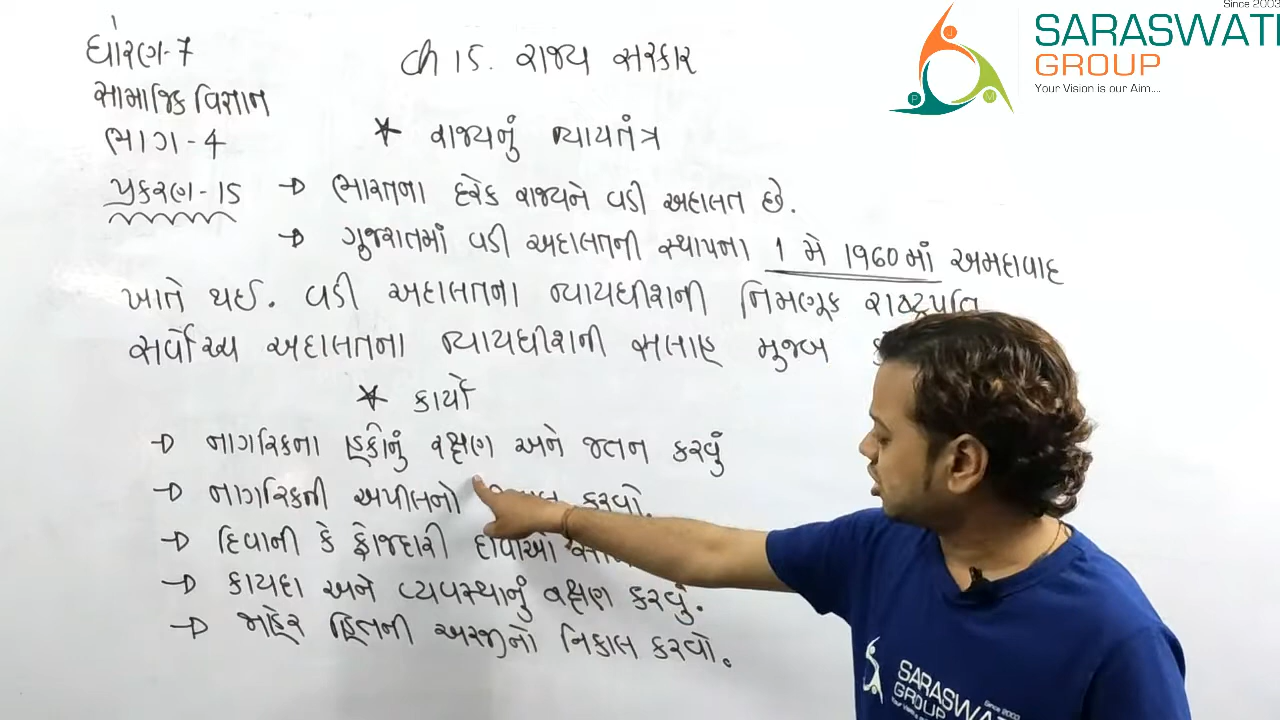 Since 2003
SARASWATI
GROUP
Your Vision is our Aim....
J
P
M
ધોરણ-7
સામાજિક વિજ્ઞાન
ભાગ-4
પ્રકરણ-15
Ch 15. રાજ્ય સરકાર
* રાજ્યનું ન્યાયતંત્ર
→ ભારતના દરેક રાજ્યને વડી અદાલત છે.
→ ગુજરાતમાં વડી અદાલતની સ્થાપના 1 મે 1960માં અમદાવાદ
ખાતે થઈ. વડી અદાલતના ન્યાયધીશની નિમણૂક રાષ્ટ્રપતિ
સર્વોચ્ચ અદાલતના ન્યાયધીશની સલાહ મુજબ
* કાર્યો
→ નાગરિકના હકોનું રક્ષણ અને જતન કરવું
→ નાગરિકની અપીલનો કરવો.
→ દિવાની કે ફોજદારી દાવાઓ
→ કાયદા અને વ્યવસ્થાનું રક્ષણ કરવું.
→ જાહેર હિતની અરજીનો નિકાલ કરવો.
Since 2003
SARASWATI
GROUP